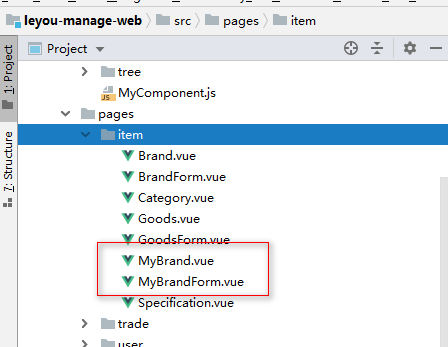 leyou-manage-web src pages item
Project
tree
MyComponent.js
pages
item
Brand.vue
BrandForm.vue
Category.vue
Goods.vue
GoodsForm.vue
MyBrand.vue
MyBrandForm.vue
Specification.vue
trade
user
1: Project
7: Structure